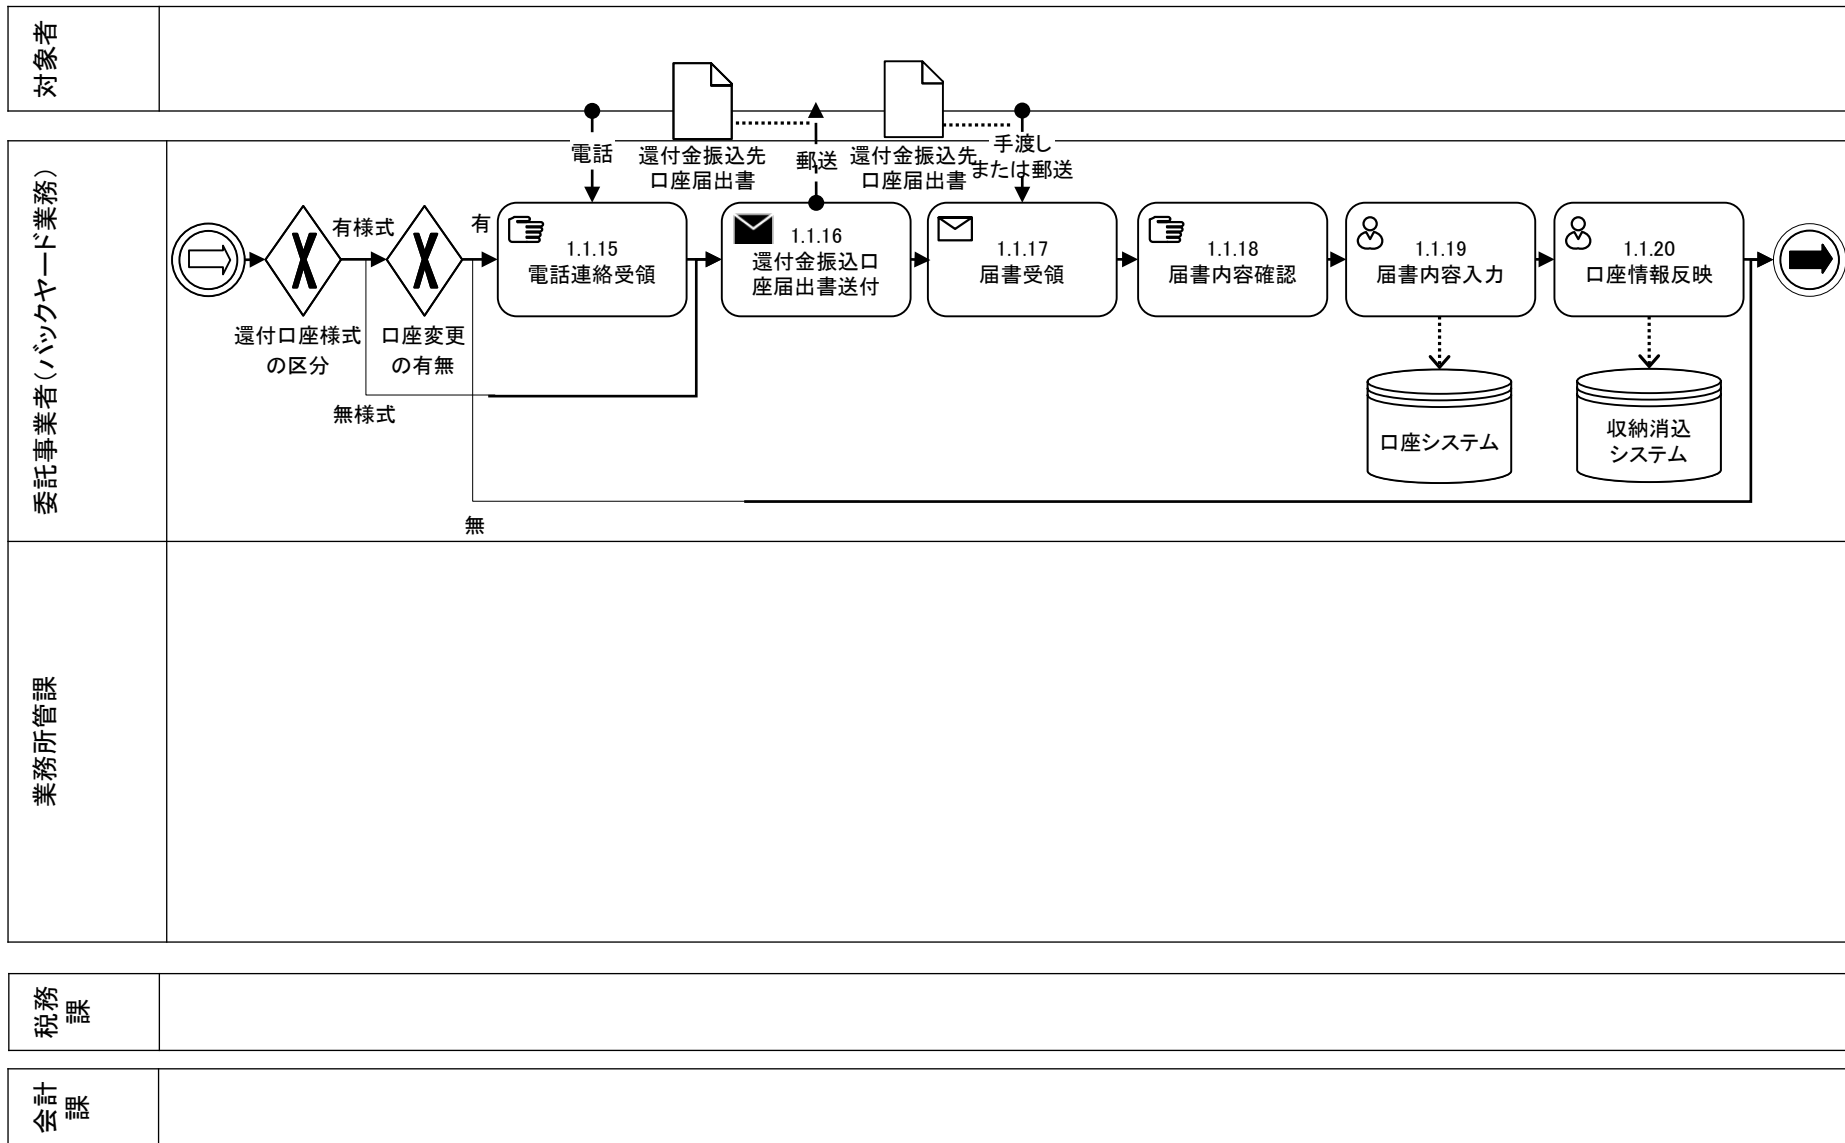 対象者
電話
還付金振込先
口座届出書
郵送
還付金振込先
口座届出書
手渡し
または郵送
委託事業者（バックヤード業務）
還付口座様式
の区分
有様式
無様式
口座変更
の有無
有
無
1.1.15
電話連絡受領
1.1.16
還付金振込口
座届出書送付
1.1.17
届書受領
1.1.18
届書内容確認
1.1.19
届書内容入力
1.1.20
口座情報反映
口座システム
収納消込
システム
業務所管課
税務
課
会計
課